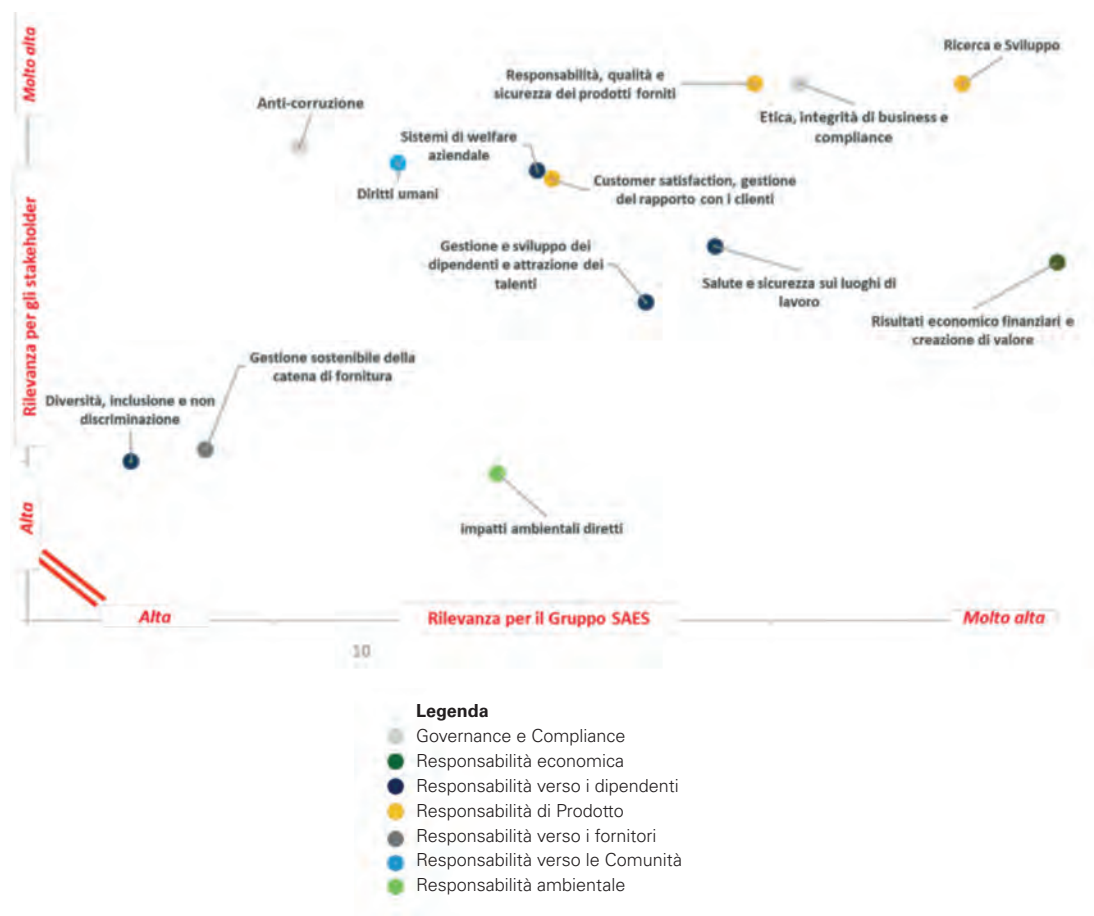 Molto alta
Rilevanza per gli stakeholder
Alta
Ricerca e Sviluppo
Responsabilità, qualità e
sicurezza dei prodotti forniti
Etica, integrità di business e
compliance
Anti-corruzione
Sistemi di welfare
aziendale
Diritti umani
Customer satisfaction, gestione
del rapporto con i clienti
Gestione e sviluppo dei
dipendenti e attrazione dei
talenti
Salute e sicurezza sui luoghi di
lavoro
Risultati economico finanziari e
creazione di valore
Gestione sostenibile della
catena di fornitura
Diversità, inclusione e non
discriminazione
impatti ambientali diretti
Alta
Rilevanza per il Gruppo SAES
Molto alta
10
Legenda
Governance e Compliance
Responsabilità economica
Responsabilità verso i dipendenti
Responsabilità di Prodotto
Responsabilità verso i fornitori
Responsabilità verso le Comunità
Responsabilità ambientale